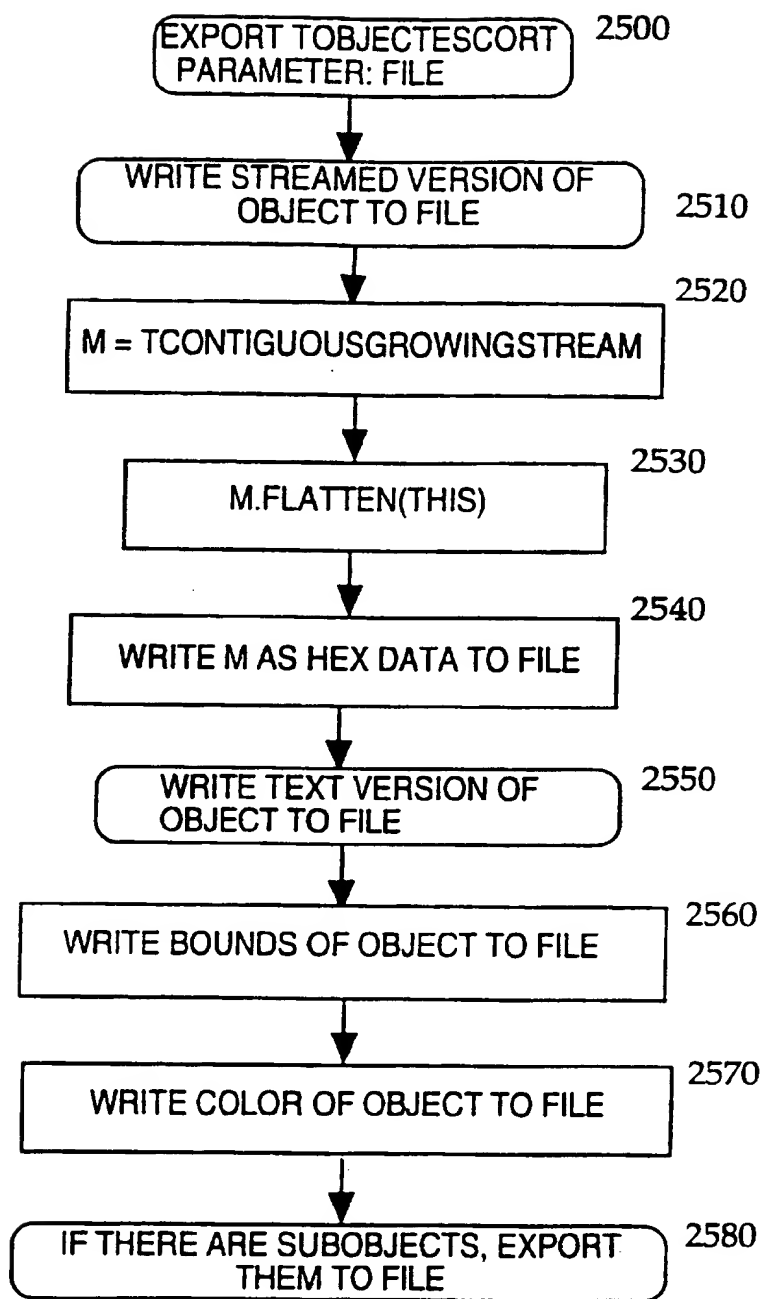 EXPORT TOBJECTESCORT 2500
PARAMETER: FILE
WRITE STREAMED VERSION OF
OBJECT TO FILE 2510
2520
M = TCONTIGUOUSGROWINGSTREAM
2530
M.FLATTEN(THIS)
2540
WRITE M AS HEX DATA TO FILE
WRITE TEXT VERSION OF 2550
OBJECT TO FILE
2560
WRITE BOUNDS OF OBJECT TO FILE
2570
WRITE COLOR OF OBJECT TO FILE
IF THERE ARE SUBOBJECTS, EXPORT 2580
THEM TO FILE